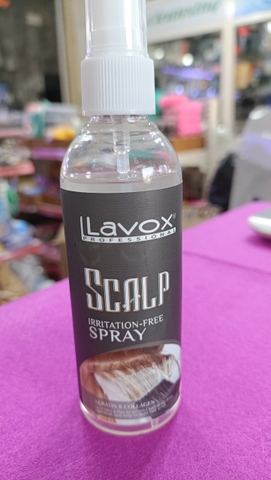 Lavox®
PROFESSIONAL
SCALP
IRRITATION-FREE
SPRAY
KERATIN & COLLAGEN